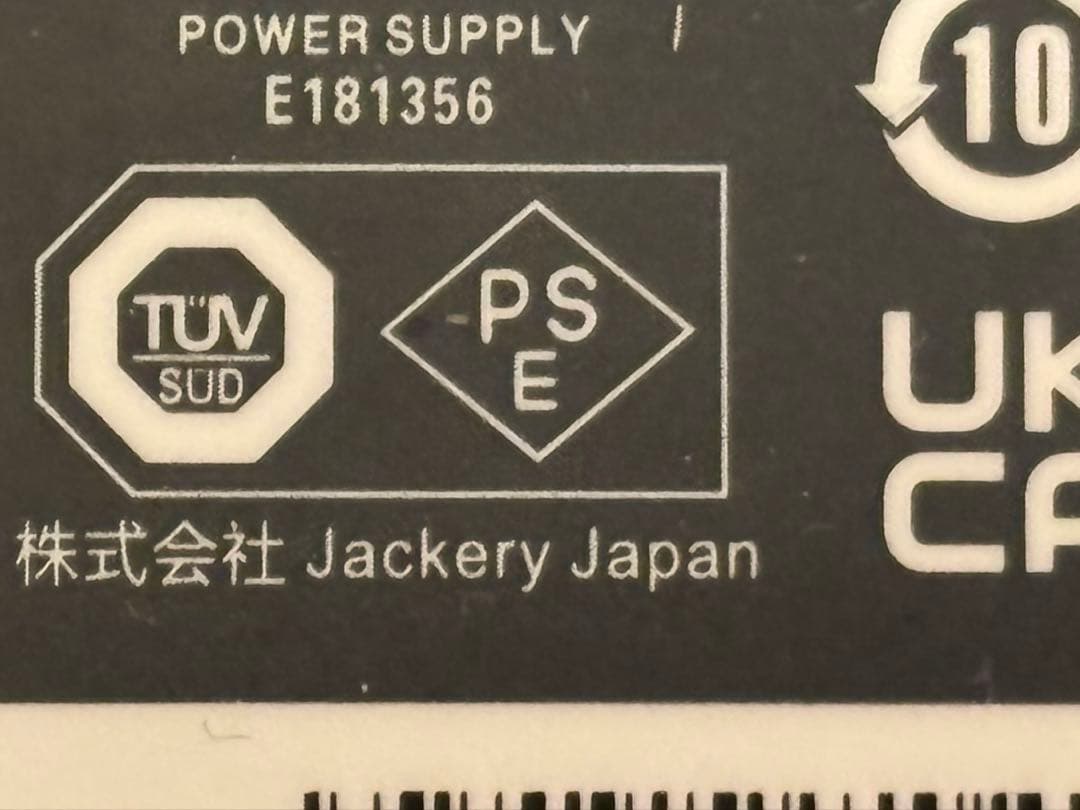 POWER SUPPLY
E181356
10
TÜV
SÜD
PS
E
UK
CA
株式会社 Jackery Japan